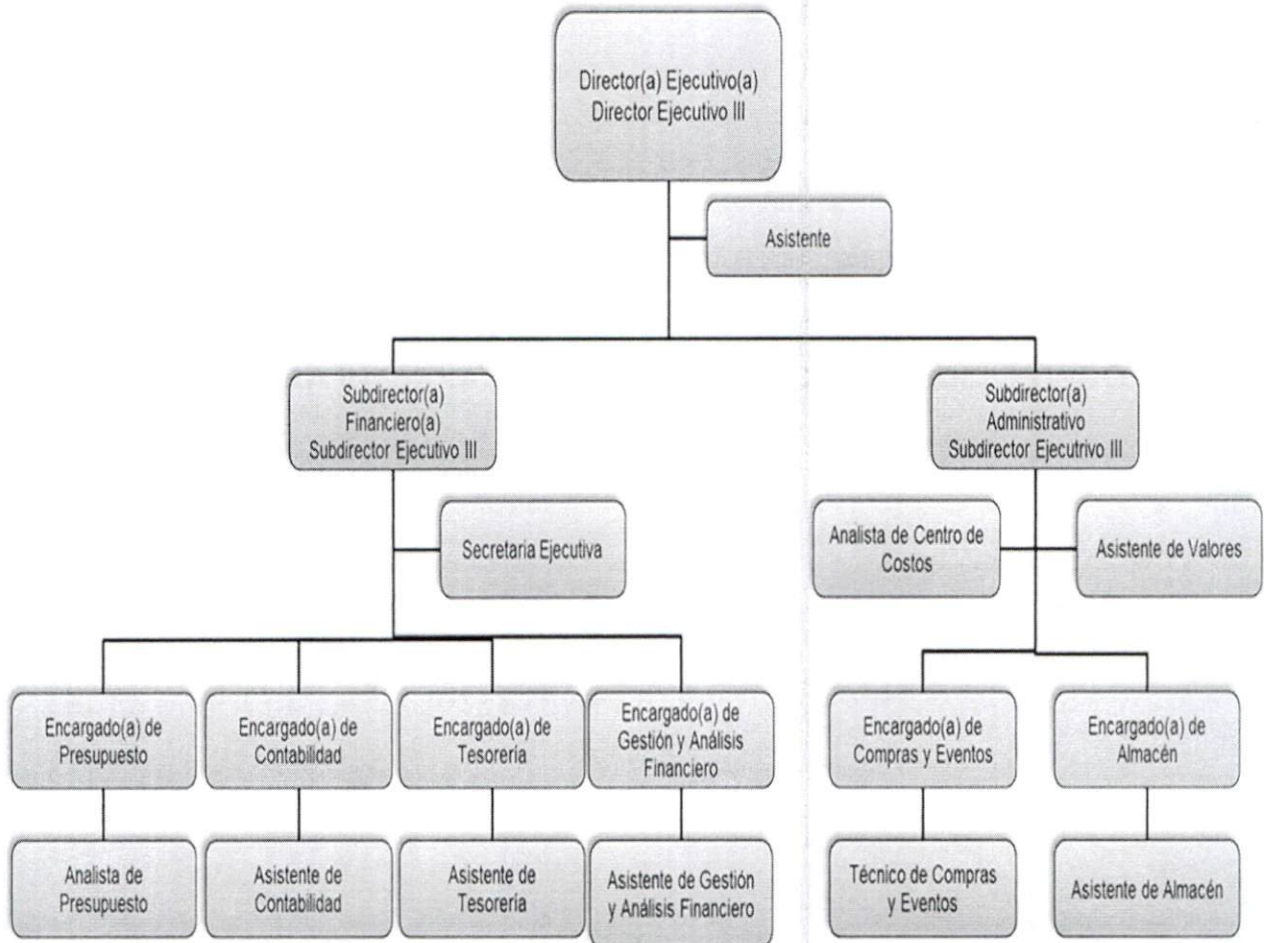 Director(a) Ejecutivo(a)
Director Ejecutivo III
Asistente
Subdirector(a)
Financiero(a)
Subdirector Ejecutivo III
Subdirector(a)
Administrativo
Subdirector Ejecutrivo III
Secretaria Ejecutiva
Analista de Centro de
Costos
Asistente de Valores
Encargado(a) de
Presupuesto
Encargado(a) de
Contabilidad
Encargado(a) de
Tesorería
Encargado(a) de
Gestión y Análisis
Financiero
Encargado(a) de
Compras y Eventos
Encargado(a) de
Almacén
Analista de
Presupuesto
Asistente de
Contabilidad
Asistente de
Tesorería
Asistente de Gestión
y Análisis Financiero
Técnico de Compras
y Eventos
Asistente de Almacén